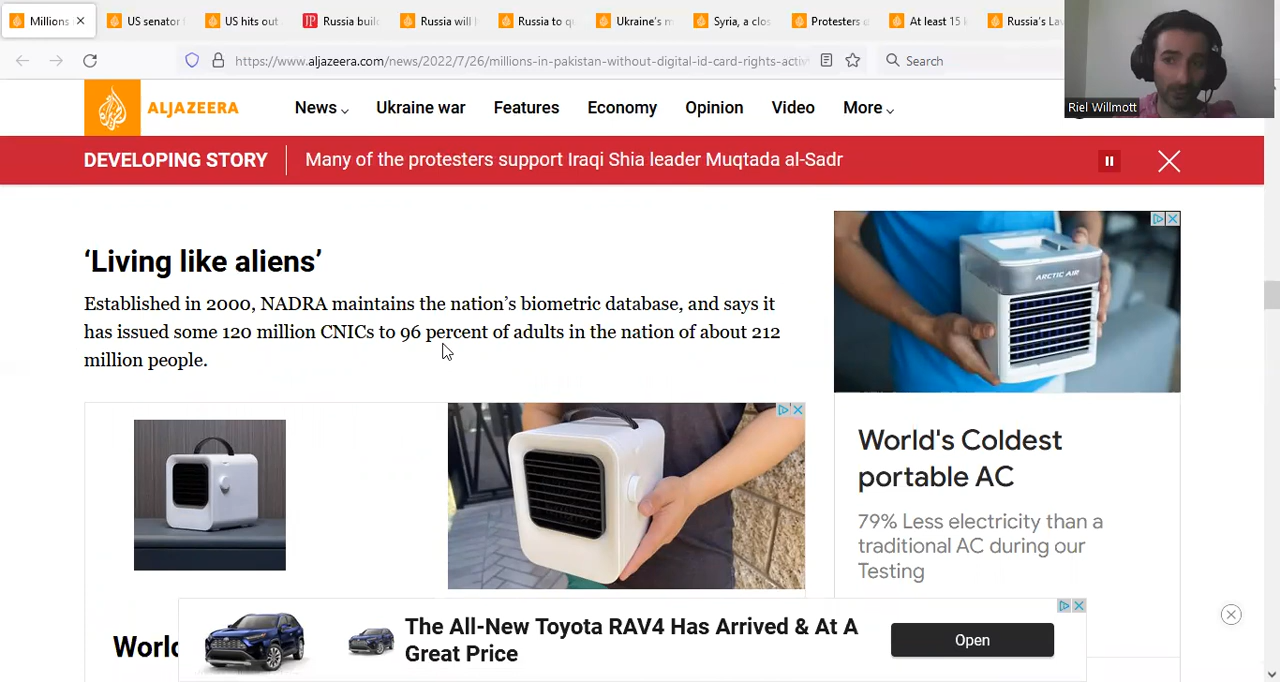 Millions
US senator
US hits out
Russia buil
Russia will
Russia to q
Ukraine's m
Syria, a clos
Protesters
At least 15
Russia's La
https://www.aljazeera.com/news/2022/7/26/millions-in-pakistan-without-digital-id-card-rights-activ
Search
Riel Willmott
ALJAZEERA
News
Ukraine war
Features
Economy
Opinion
Video
More
DEVELOPING STORY
Many of the protesters support Iraqi Shia leader Muqtada al-Sadr
‘Living like aliens’
Established in 2000, NADRA maintains the nation’s biometric database, and says it
has issued some 120 million CNICs to 96 percent of adults in the nation of about 212
million people.
ARCTIC AIR
World's Coldest
portable AC
79% Less electricity than a
traditional AC during our
Testing
World
The All-New Toyota RAV4 Has Arrived & At A
Great Price
Open